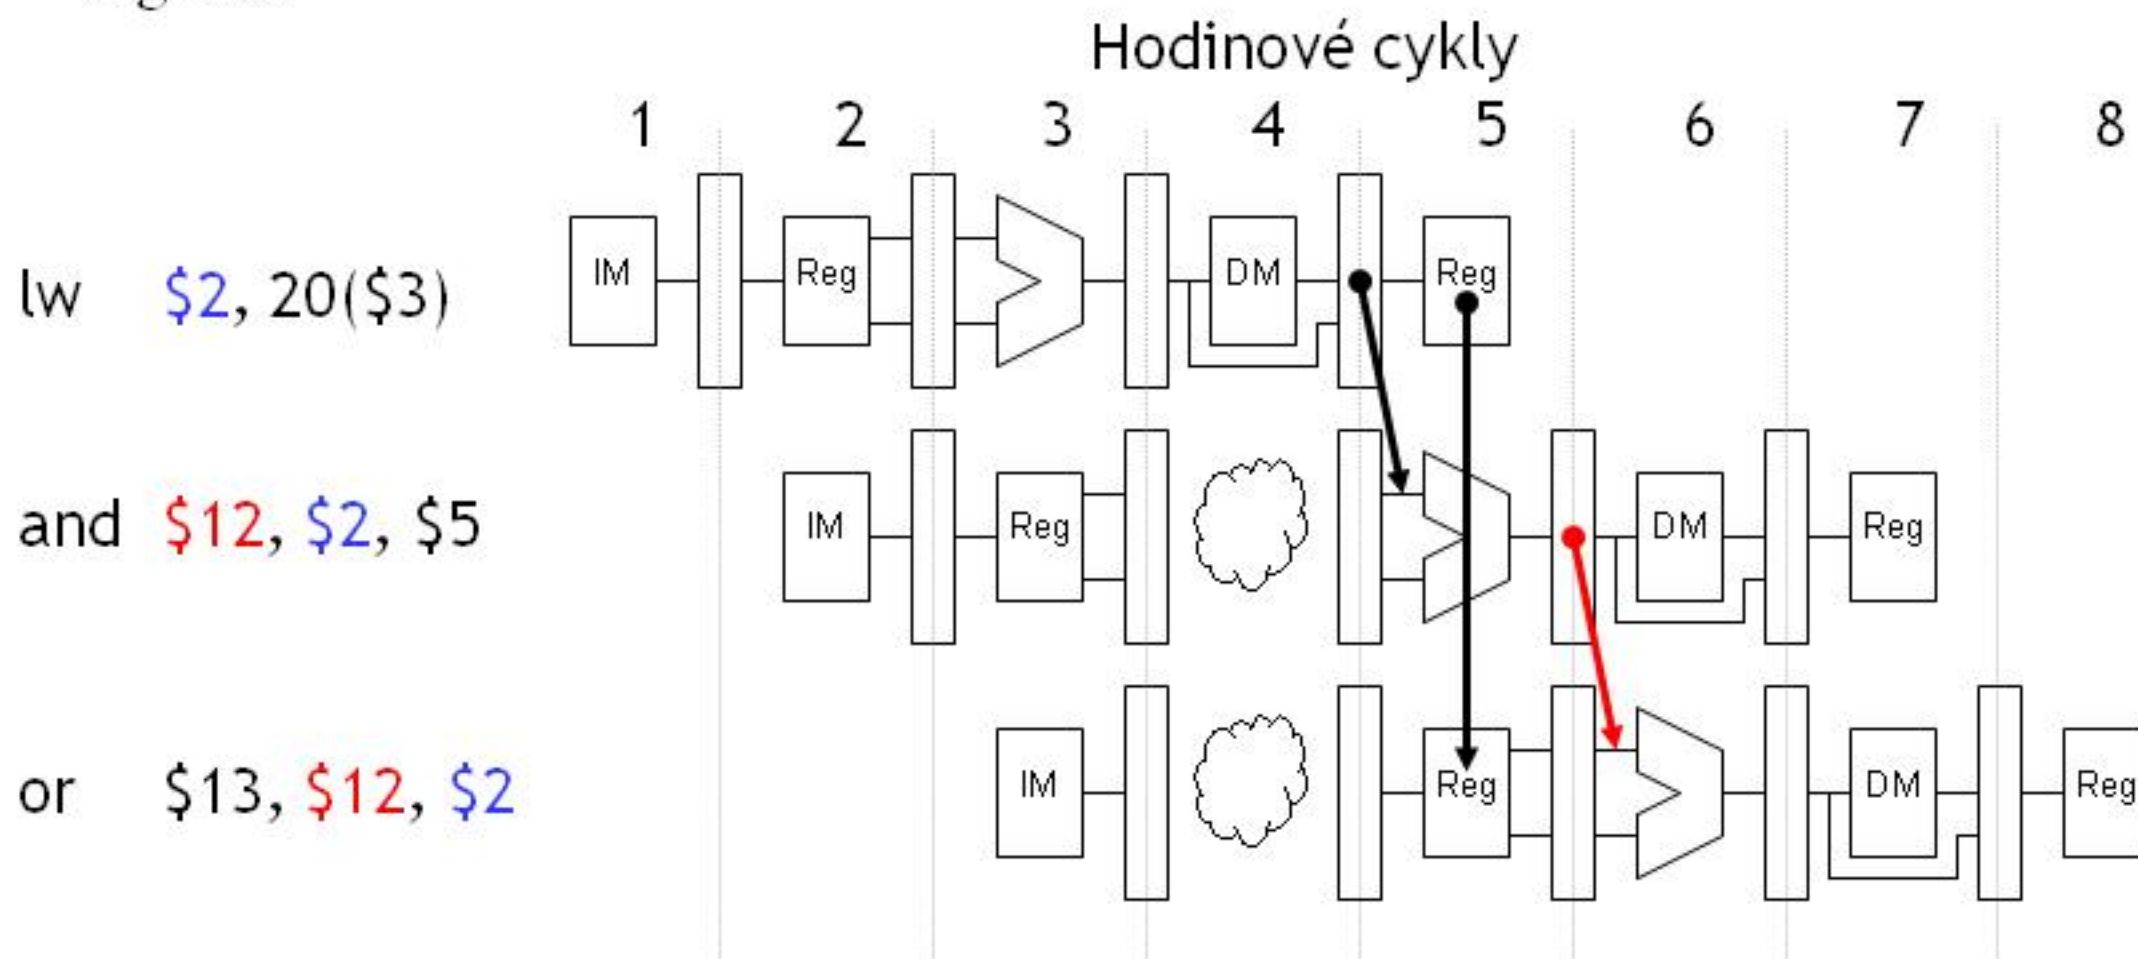 Hodinové cykly
1 2 3 4 5 6 7 8
lw $2, 20($3) IM Reg DM Reg
and $12, $2, $5 IM Reg DM Reg
or $13, $12, $2 IM Reg DM Reg